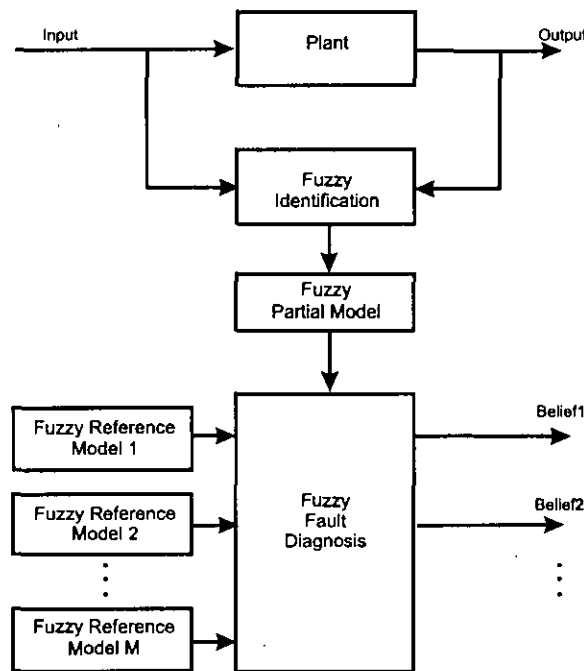 Input
Plant
Output
Fuzzy
Identification
Fuzzy
Partial Model
Fuzzy Reference
Model 1
Belief1
Fuzzy Reference
Model 2
Fuzzy
Fault
Diagnosis
Belief2
Fuzzy Reference
Model M